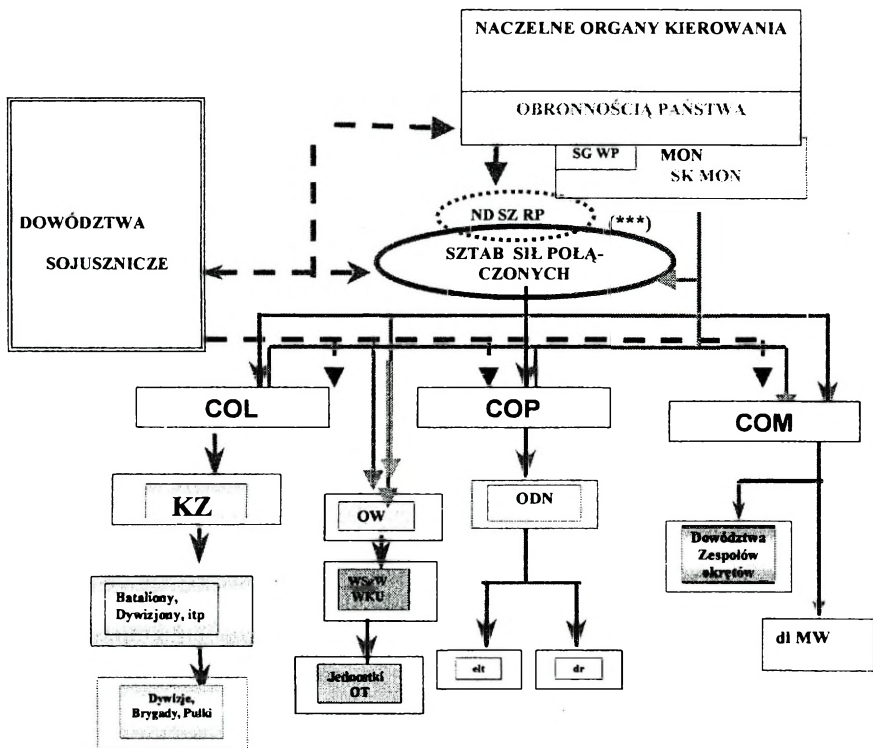 NACZELNE ORGANY KIEROWANIA
OBRONNOŚCIĄ PAŃSTWA
SG WP
MON
SK MON
DOWÓDZTWA
SOJUSZNICZE
ND SZ RP
(***)
SZTAB SIŁ POŁĄ-
CZONYCH
COL
COP
COM
KZ
OW
ODN
Dowództwa
Zespołów
okrętów
WSzW
WKU
Bataliony,
Dywizjony, itp
dl MW
Jednostki
OT
elt
dr
Dywizje,
Brygady, Pułki